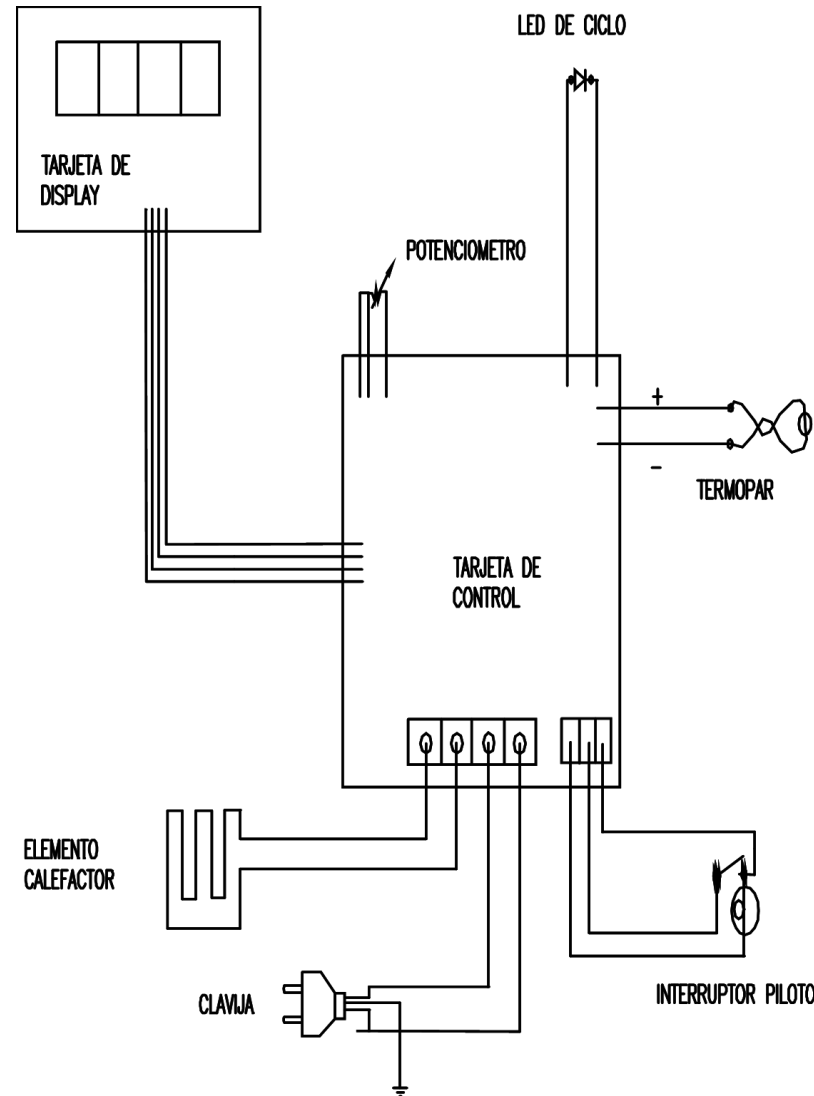 LED DE CICLO
TARJETA DE
DISPLAY
POTENCIOMETRO
+
-
TERMOPAR
TARJETA DE
CONTROL
ELEMENTO
CALEFACTOR
CLAVIJA
INTERRUPTOR PILOTO